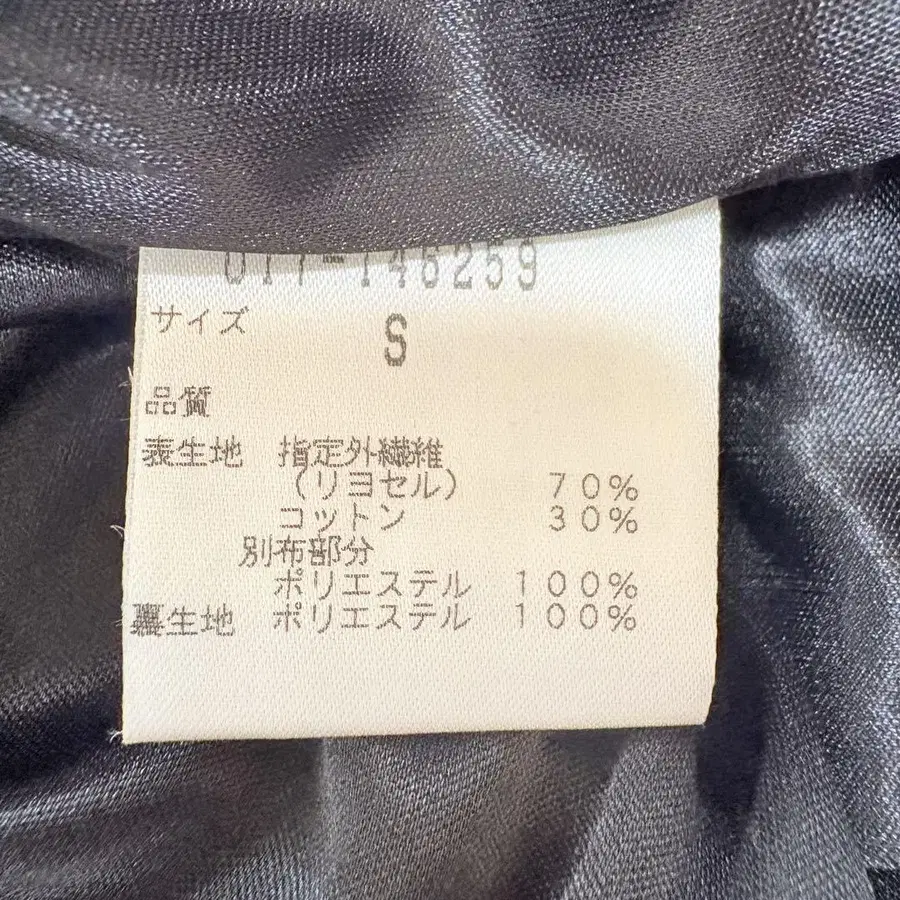 017-146259
サイズ S
品質
表生地 指定外繊維
(リヨセル) 70%
コットン 30%
別布部分
ポリエステル 100%
裏生地 ポリエステル 100%